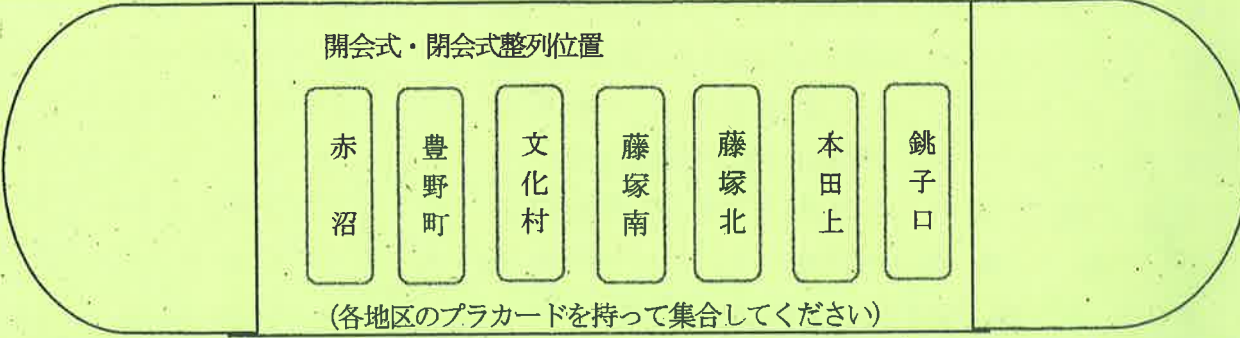 開会式・閉会式整列位置
赤沼
豊野町
文化村
藤塚南
藤塚北
本田上
銚子口
(各地区のプラカードを持って集合してください)